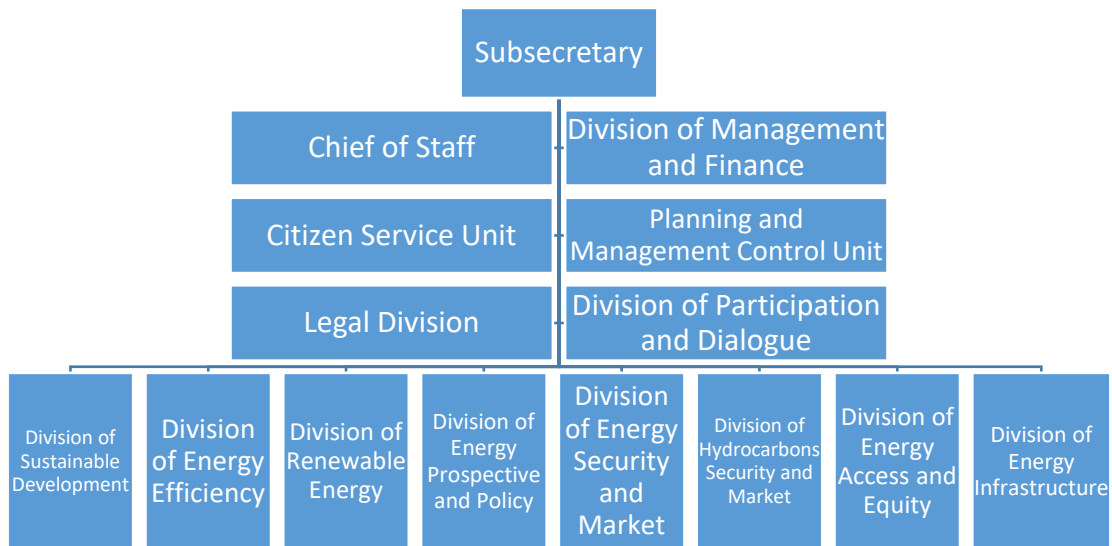 Subsecretary
Chief of Staff
Division of Management
and Finance
Citizen Service Unit
Planning and
Management Control Unit
Legal Division
Division of Participation
and Dialogue
Division of
Sustainable
Development
Division
of Energy
Efficiency
Division of
Renewable
Energy
Division of
Energy
Prospective
and Policy
Division
of Energy
Security
and
Market
Division of
Hydrocarbons
Security and
Market
Division of
Energy
Access and
Equity
Division of
Energy
Infrastructure